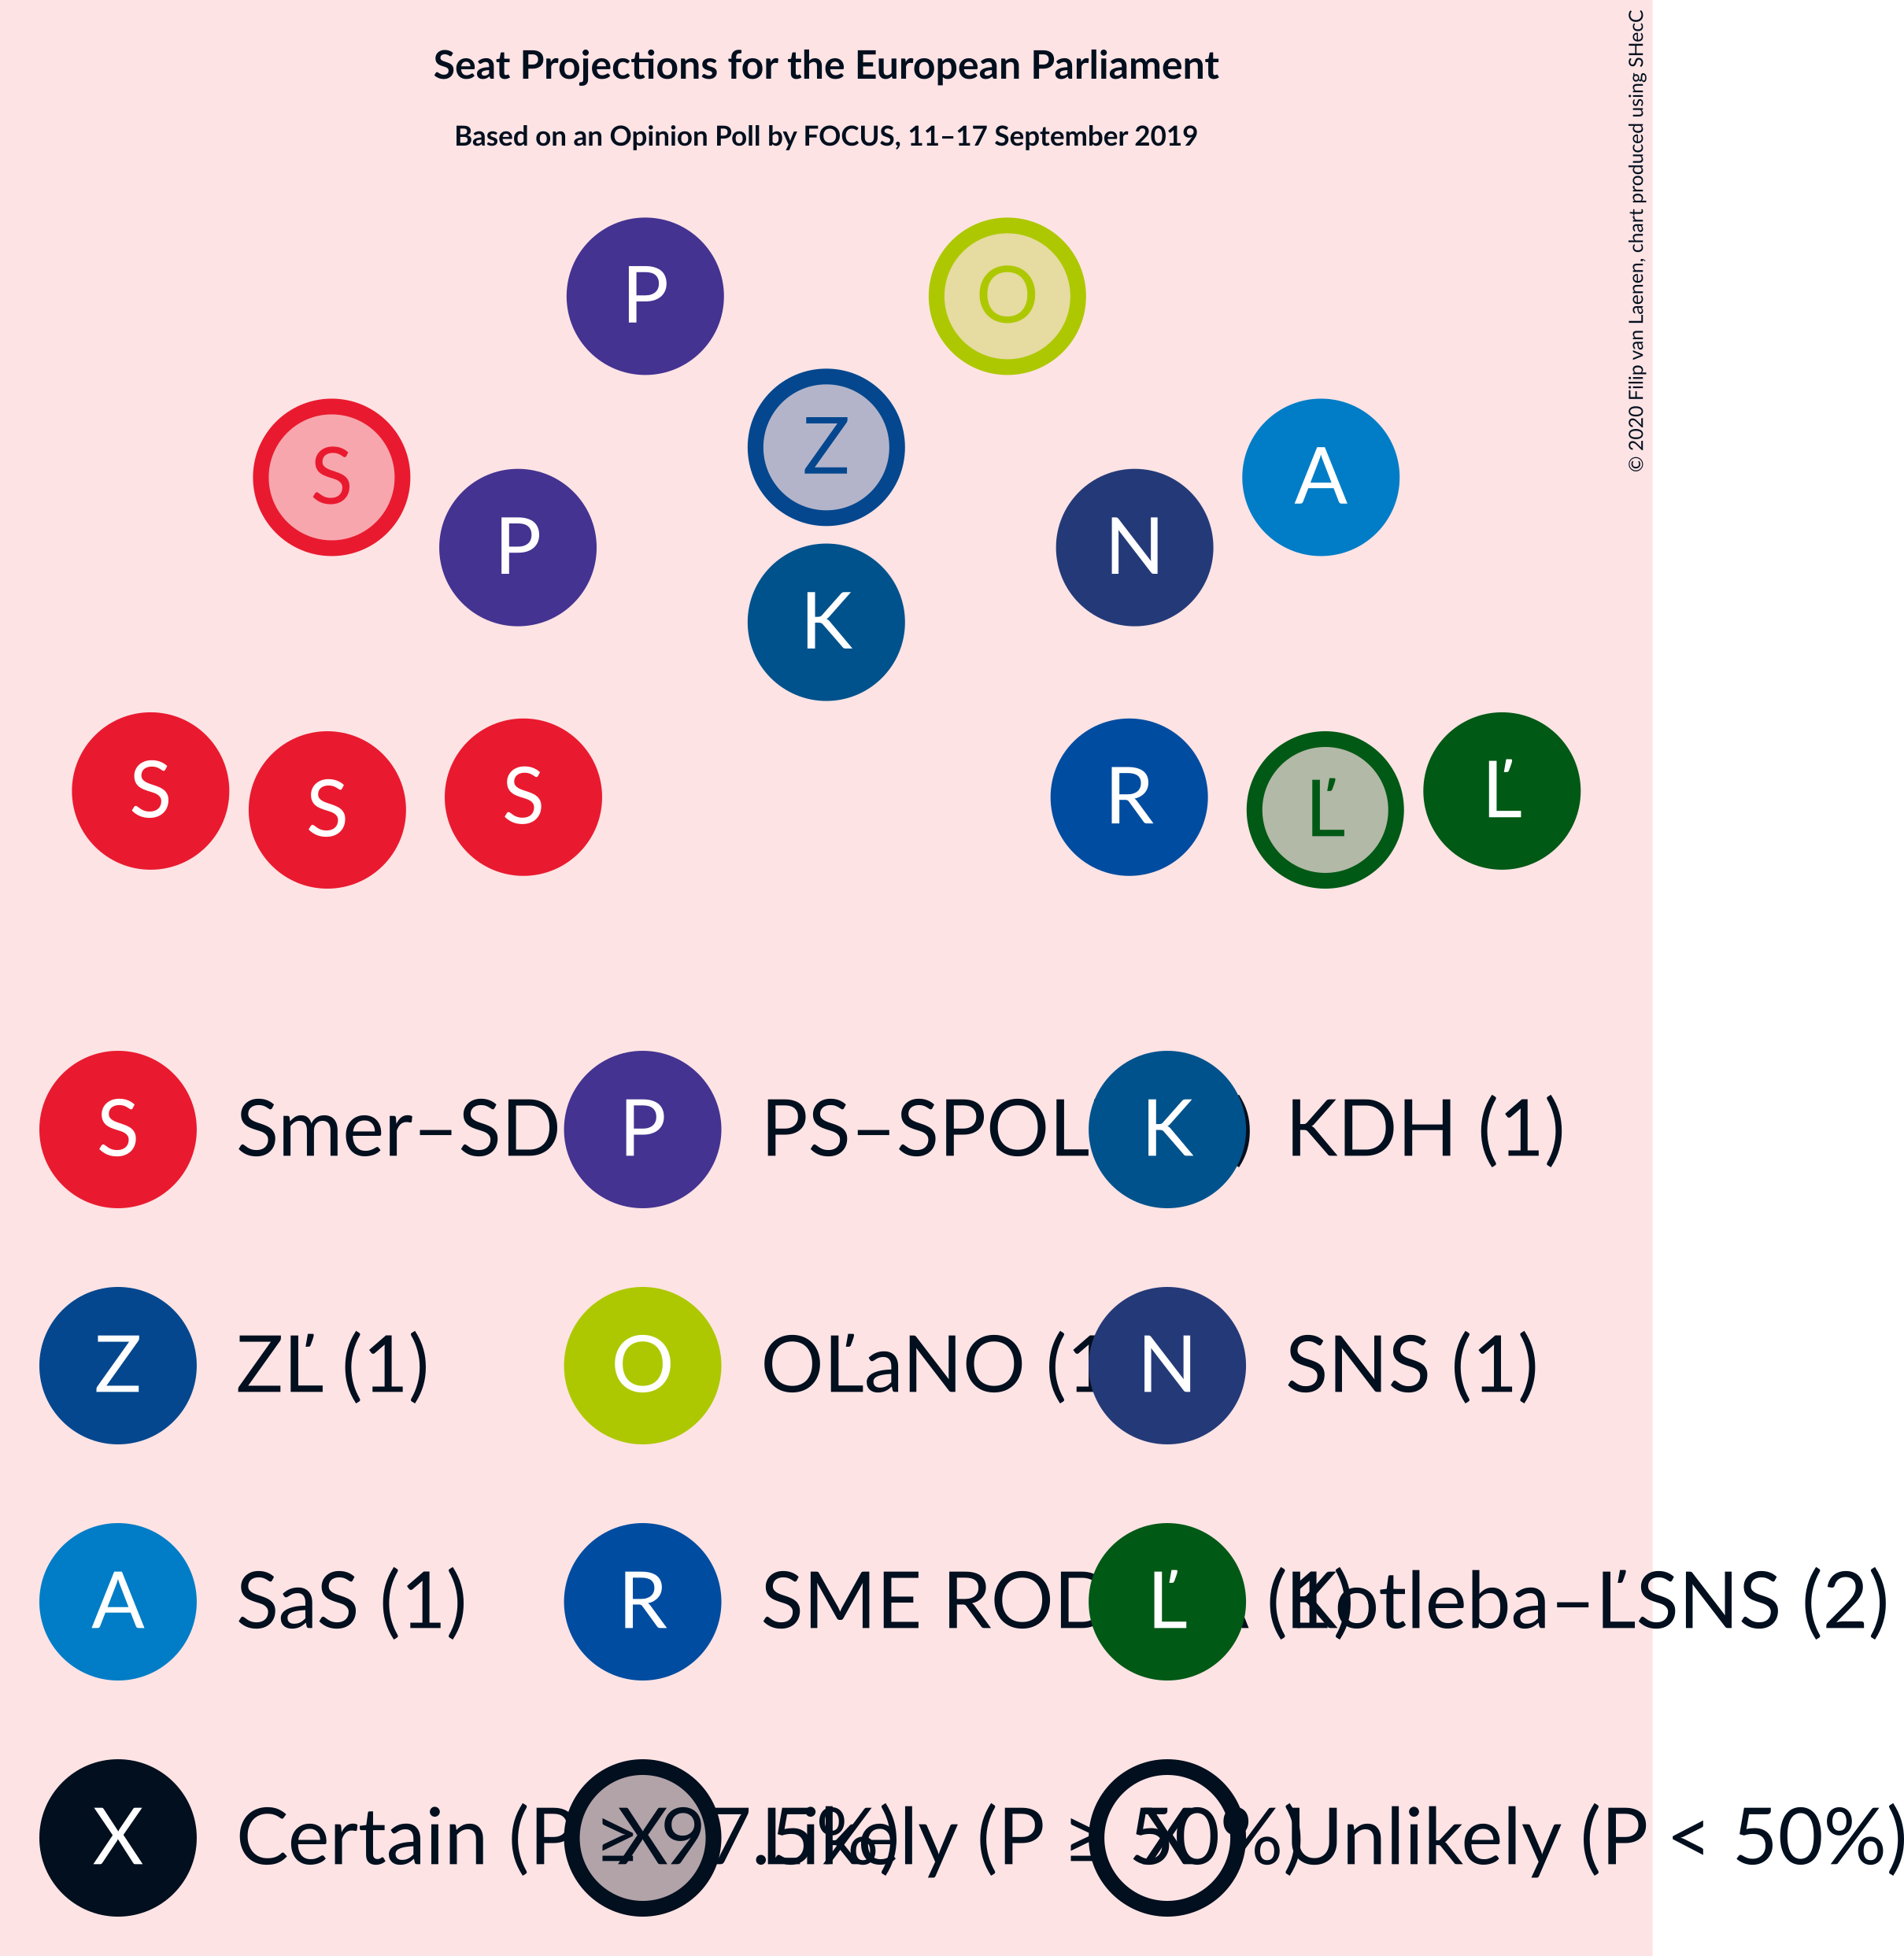 Seat Projections for the European Parliament
Based on an Opinion Poll by FOCUS, 11–17 September 2019
© 2020 Filip van Laenen, chart produced using SHecC
P O
S Z A
P N
K
S S S R Ľ Ľ
S Smer–SD P PS–SPOL K KDH (1)
Z ZĽ (1) O OĽaNO (1 N SNS (1)
A SaS (1) R SME Ľ Kotleba–ĽSNS (2)
X Certain (P ≥ 97.5%) X Likely (P ≥ 50%) X Unlikely (P < 50%)